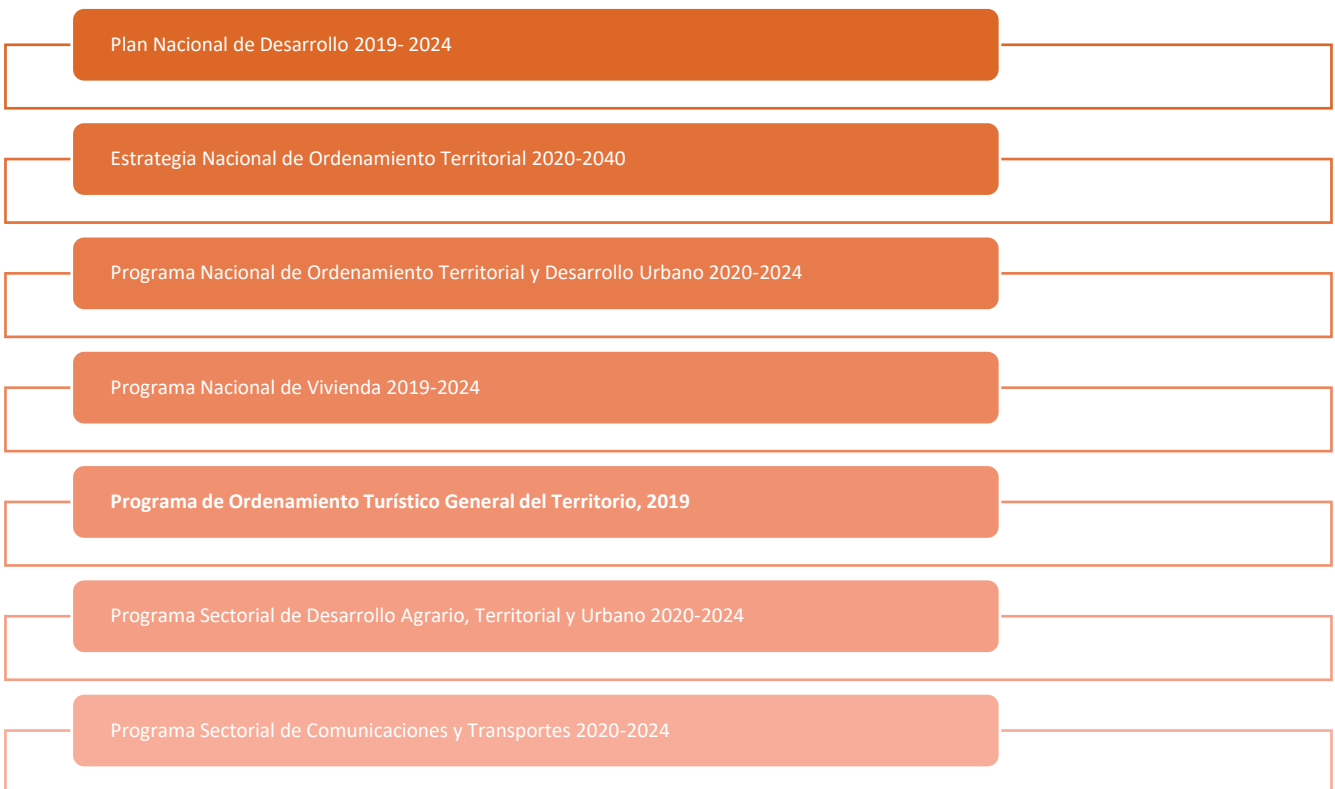 Plan Nacional de Desarrollo 2019- 2024
Estrategia Nacional de Ordenamiento Territorial 2020-2040
Programa Nacional de Ordenamiento Territorial y Desarrollo Urbano 2020-2024
Programa Nacional de Vivienda 2019-2024
Programa de Ordenamiento Turístico General del Territorio, 2019
Programa Sectorial de Desarrollo Agrario, Territorial y Urbano 2020-2024
Programa Sectorial de Comunicaciones y Transportes 2020-2024